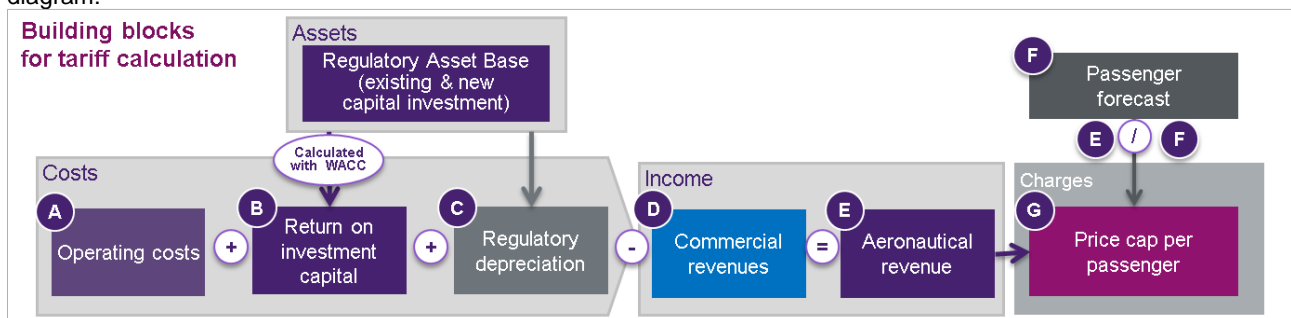 diagram.
Building blocks
for tariff calculation
Assets
Regulatory Asset Base
(existing & new
capital investment)
F
Passenger
forecast
E / F
Calculated
with WACC
Costs
A
Operating costs
+
B
Return on
investment
capital
+
C
Regulatory
depreciation
-
Income
D
Commercial
revenues
=
E
Aeronautical
revenue
Charges
G
Price cap per
passenger